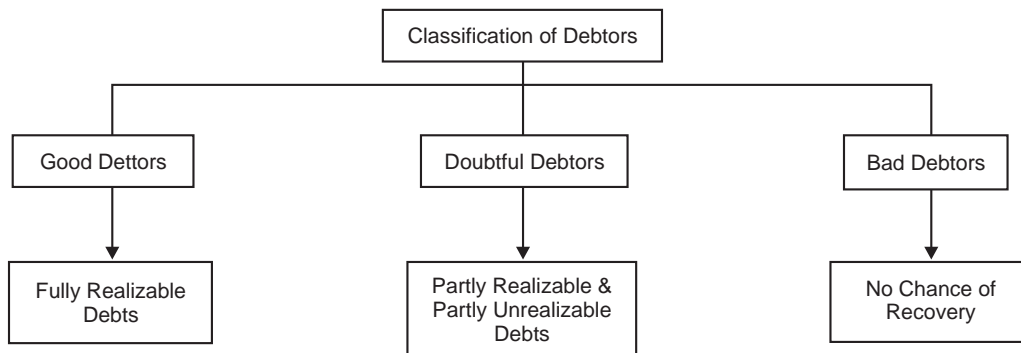 Classification of Debtors
Good Dettors
Doubtful Debtors
Bad Debtors
Fully Realizable
Debts
Partly Realizable &
Partly Unrealizable
Debts
No Chance of
Recovery